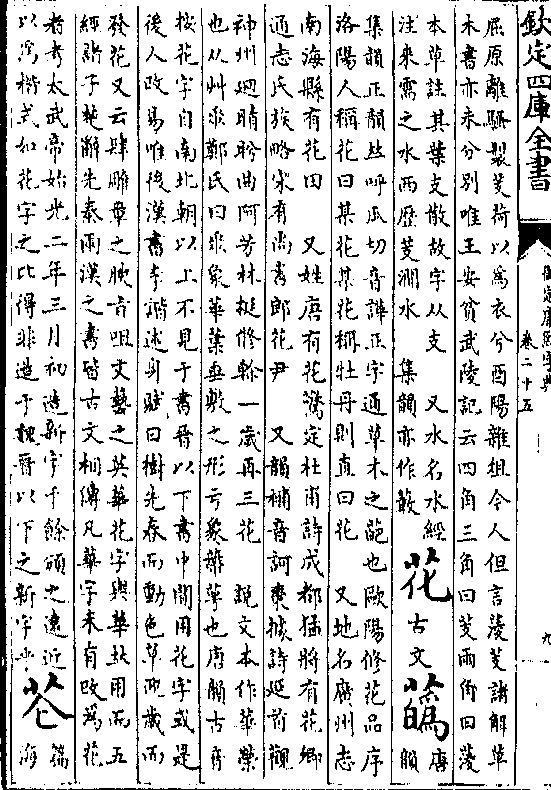 欽定四庫全書
御定康熙字典
卷二十五
九
屈原離騷製芰荷以爲衣兮酉陽雜俎今人但言菱芰諸解草
木書亦未分別唯王安貧武陵記云四角三角曰芰兩角曰菱
本草註其葉支散故字从支 又水名水經
注來需之水西歷芰澗水 集韻亦作
花 古文 蘤 唐
韻
集韻正韻𠀤呼瓜切音譁正字通草木之葩也歐陽修花品序
洛陽人稱花曰某花某花稱牡丹則直曰花 又地名廣州志
南海縣有花田 又姓唐有花驚定杜甫詩成都猛將有花卿
通志氏族略宋有尚書郎花尹 又韻補音訶棗據詩延首觀
神州廻睛盻曲阿芳林挺修榦一歲再三花 說文本作華榮
也从艸𠌶鄭氏曰𠌶象華葉垂敷之形亏象蔕萼也唐韻古音
按花字自南北朝以上不見于書晉以下書中閒用花字或是
後人改易唯後漢書李諧述身賦曰樹先春而動色草迎歲而
發花又云肆雕章之腴旨咀文藝之英華花字與華𠀤用而五
經諸子楚辭先秦兩漢之書皆古文相傳凡華字未有改爲花
者考太武帝始光二年三月初造新字千餘頒之遠近
以爲楷式如花字之比得非造于魏晉以下之新字乎
芲 篇
海